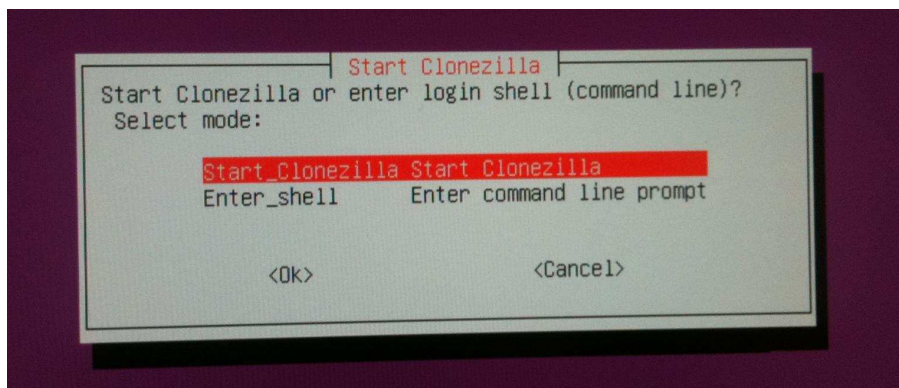 Start Clonezilla
Start Clonezilla or enter login shell (command line)?
Select mode:
Start_Clonezilla Start Clonezilla
Enter_shell Enter command line prompt
<Ok> <Cancel>